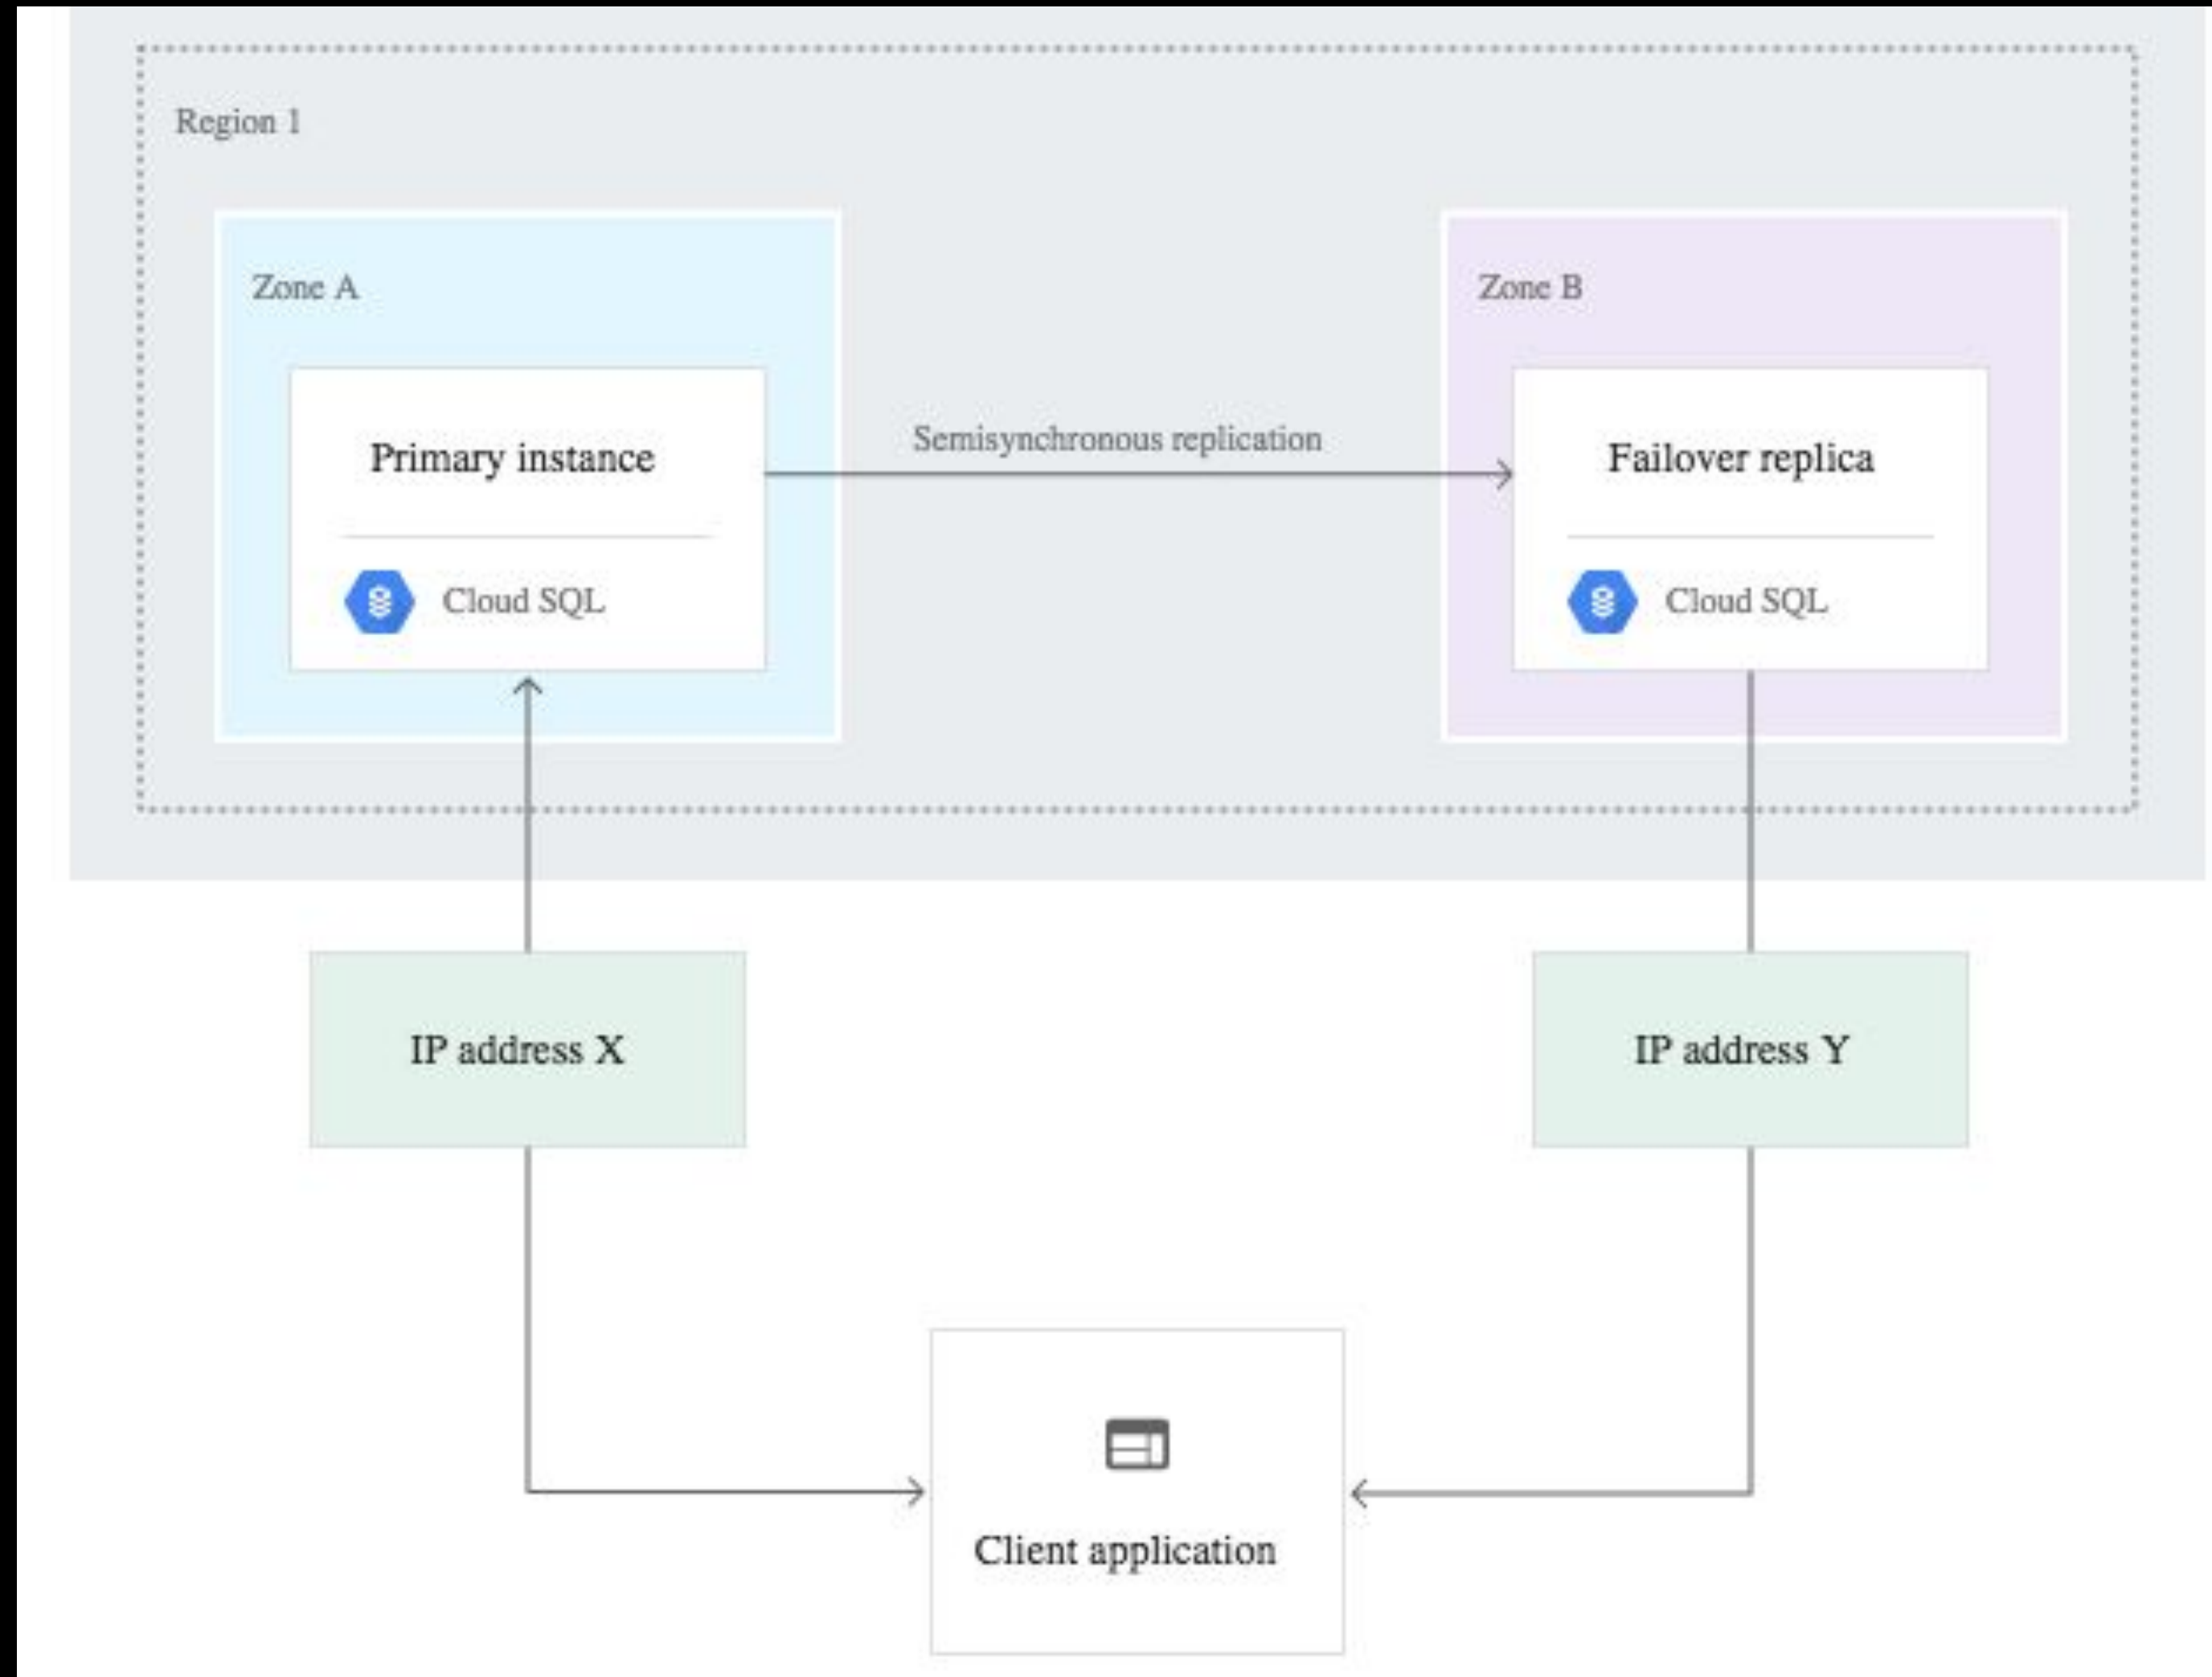 Region 1
Zone A
Zone B
Primary instance
Semisynchronous replication
Failover replica
Cloud SQL
Cloud SQL
IP address X
IP address Y
Client application